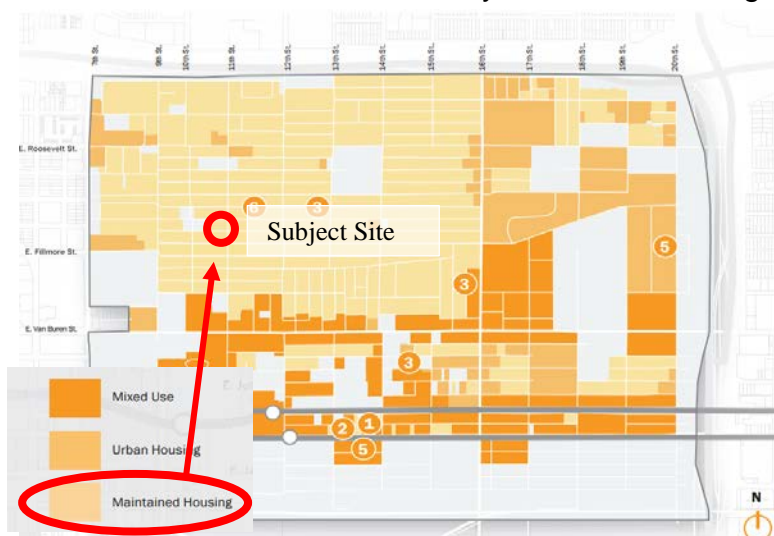 7th St.
9th St.
10th St.
11th St.
12th St.
13th St.
14th St.
15th St.
16th St.
17th St.
18th St.
19th St.
20th St.
E. Roosevelt St.
6
3
Subject Site
E. Fillmore St.
5
3
E. Van Buren St.
3
Mixed Use
2
1
Urban Housing
5
Maintained Housing
N